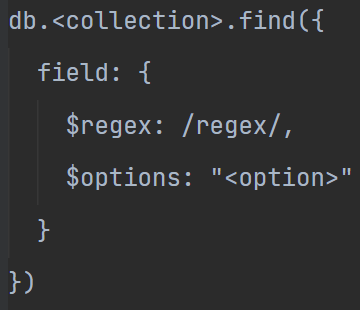 db.<collection>.find({
  field: {
    $regex: /regex/,
    $options: "<option>"
  }
})